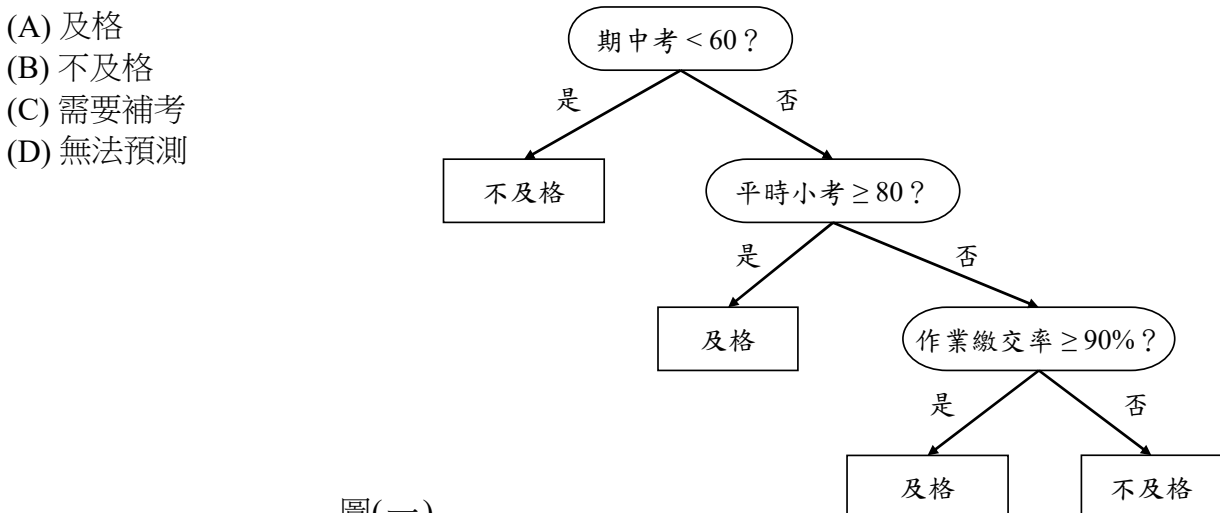 (A) 及格
(B) 不及格
(C) 需要補考
(D) 無法預測
期中考 < 60？
是
否
不及格
平時小考 ≥ 80？
是
否
及格
作業繳交率 ≥ 90%？
是
否
及格
不及格
圖(一)